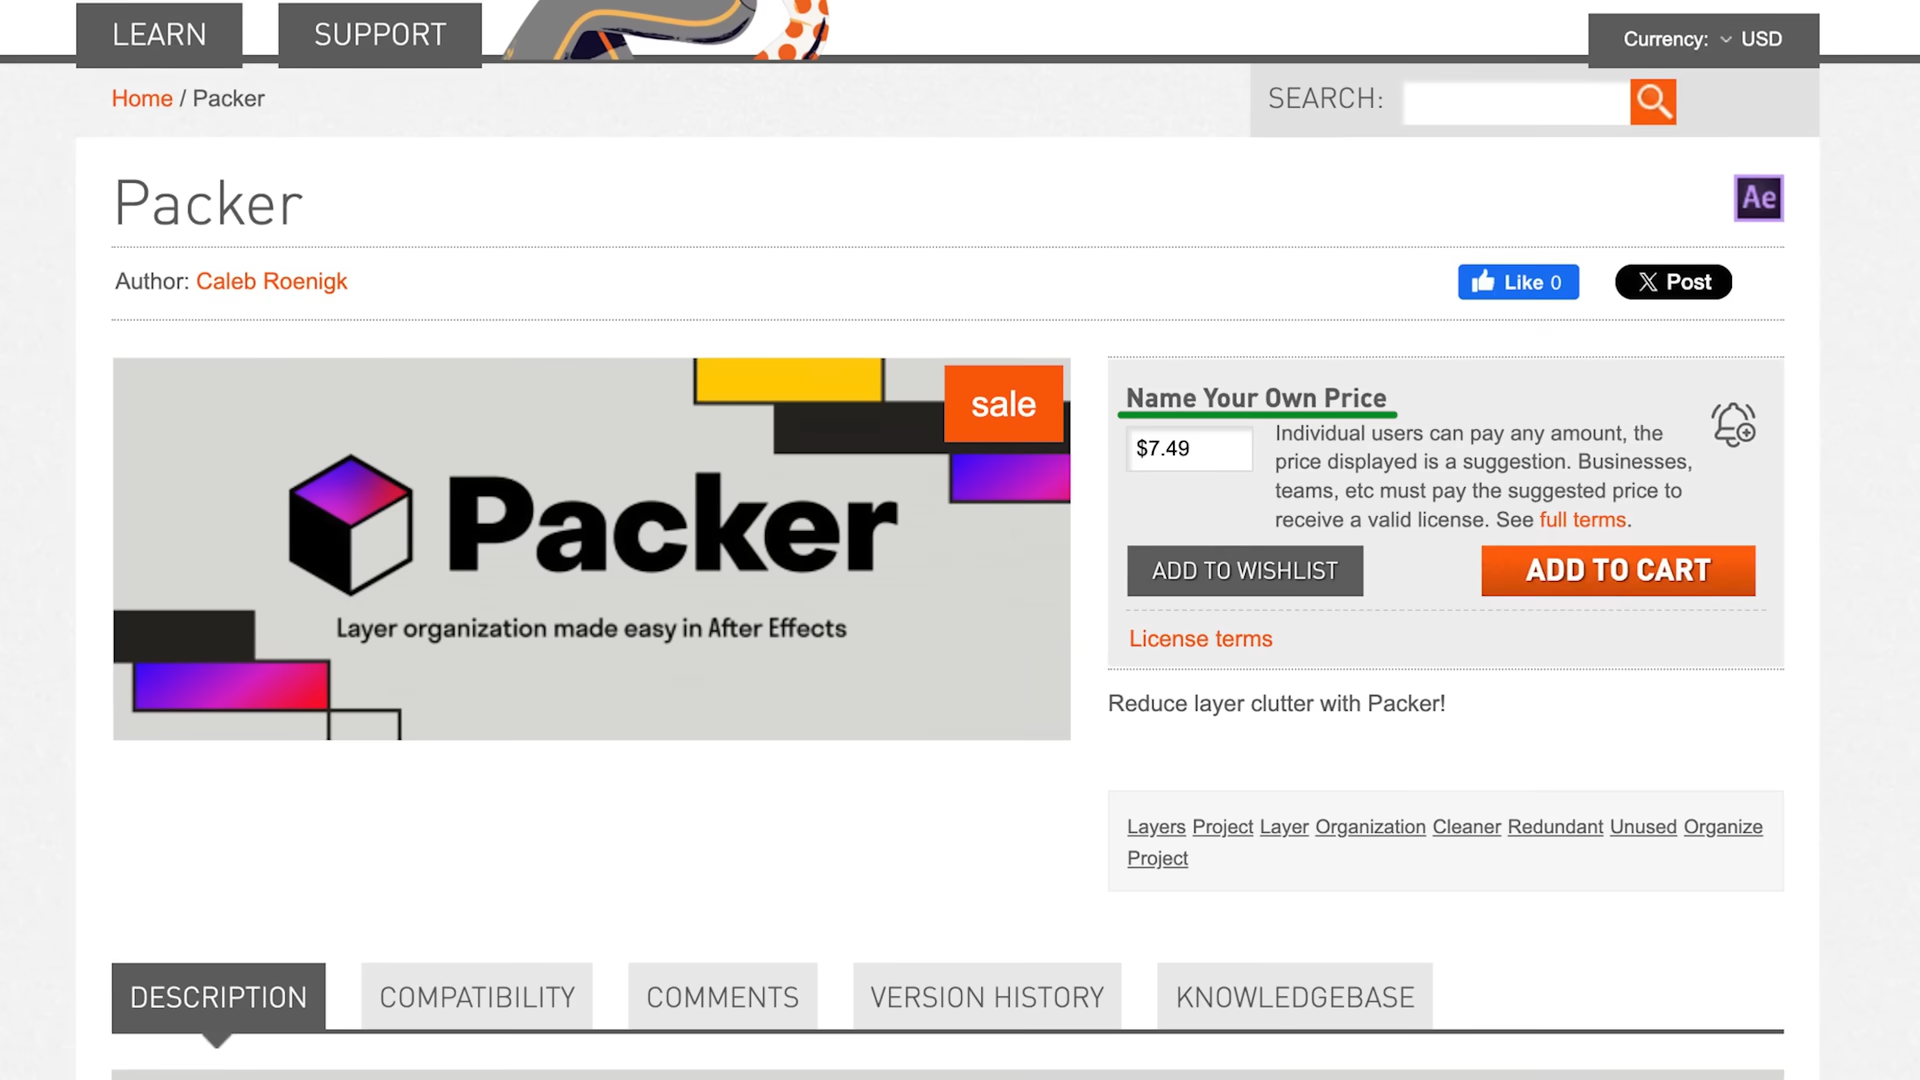 LEARN
SUPPORT
Currency: USD
Home / Packer
SEARCH:
Packer
Ae
Author: Caleb Roenigk
Like 0
Post
sale
Packer
Layer organization made easy in After Effects
Name Your Own Price
$7.49
Individual users can pay any amount, the
price displayed is a suggestion. Businesses,
teams, etc must pay the suggested price to
receive a valid license. See full terms.
ADD TO WISHLIST
ADD TO CART
License terms
Reduce layer clutter with Packer!
Layers Project Layer Organization Cleaner Redundant Unused Organize
Project
DESCRIPTION
COMPATIBILITY
COMMENTS
VERSION HISTORY
KNOWLEDGEBASE